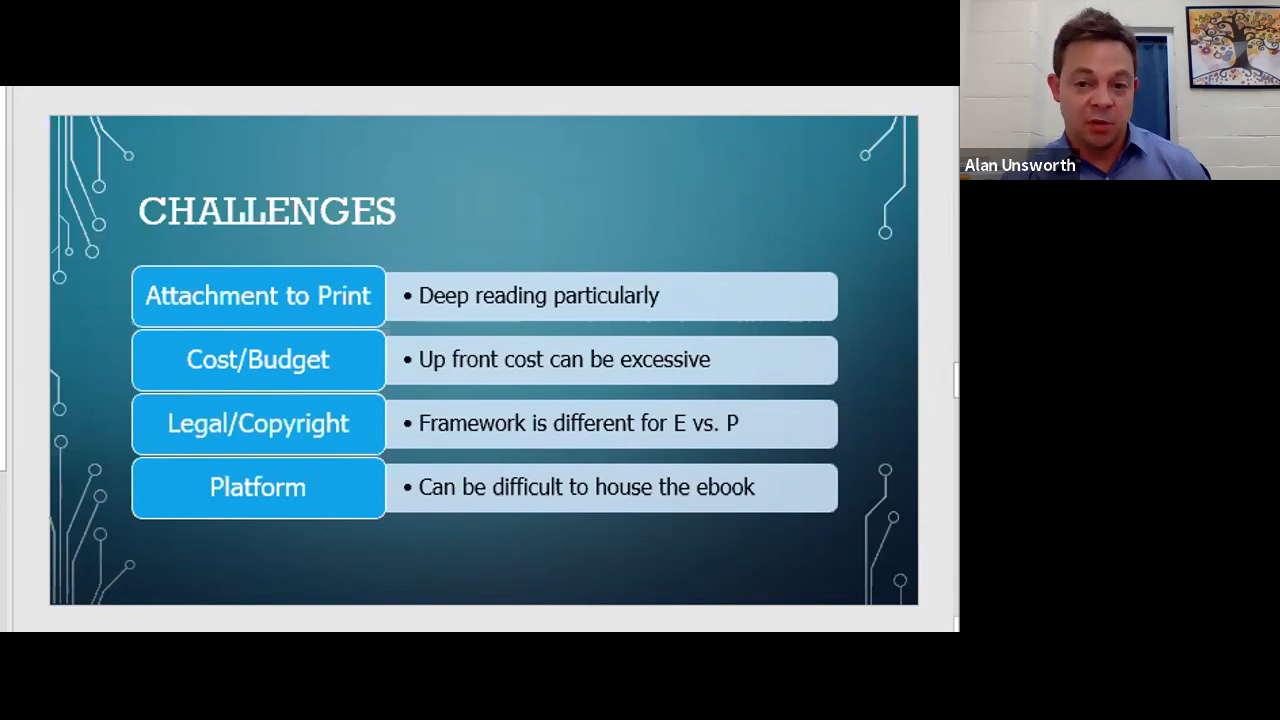 CHALLENGES
Attachment to Print
• Deep reading particularly
Cost/Budget
• Up front cost can be excessive
Legal/Copyright
• Framework is different for E vs. P
Platform
• Can be difficult to house the ebook
Alan Unsworth